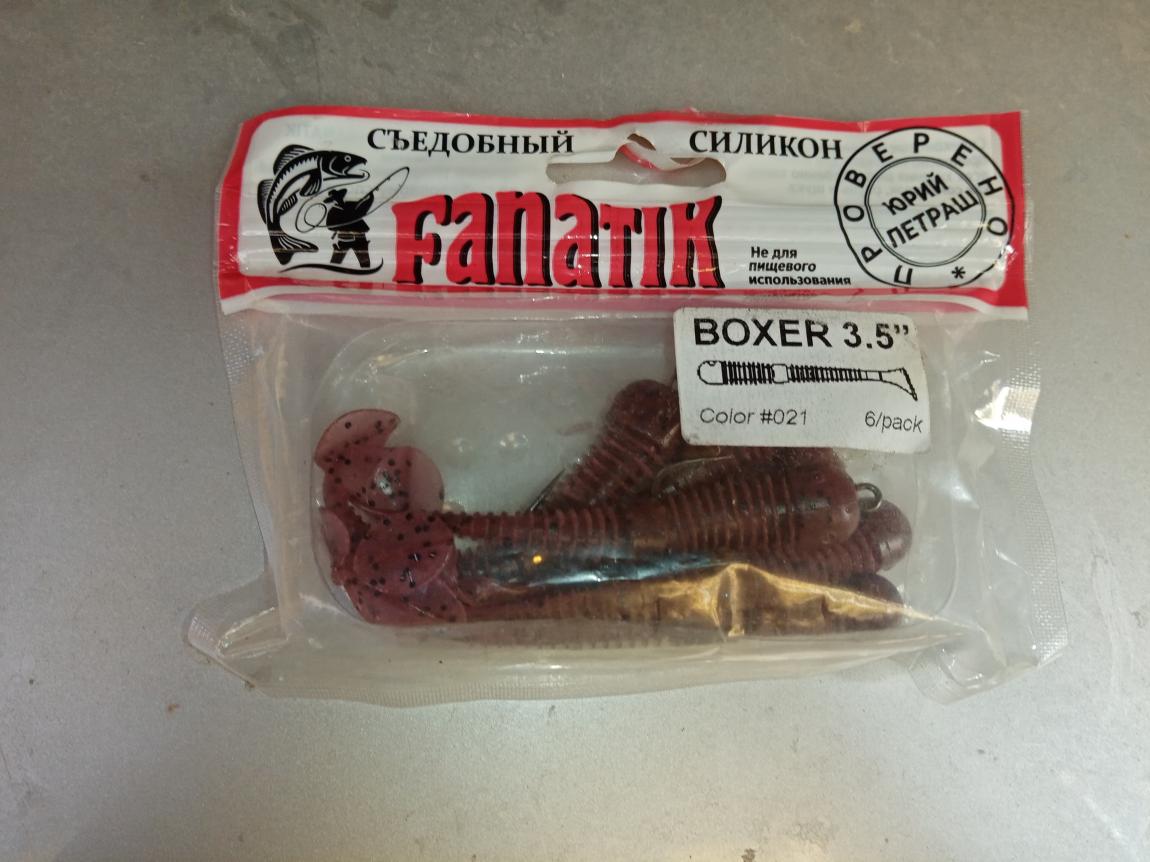 СЪЕДОБНЫЙ СИЛИКОН
FANATIK
Не для
пищевого
использования
ПРОВЕРЕНО *
ЮРИЙ
ПЕТРАШ
BOXER 3.5”
Color #021 6/pack